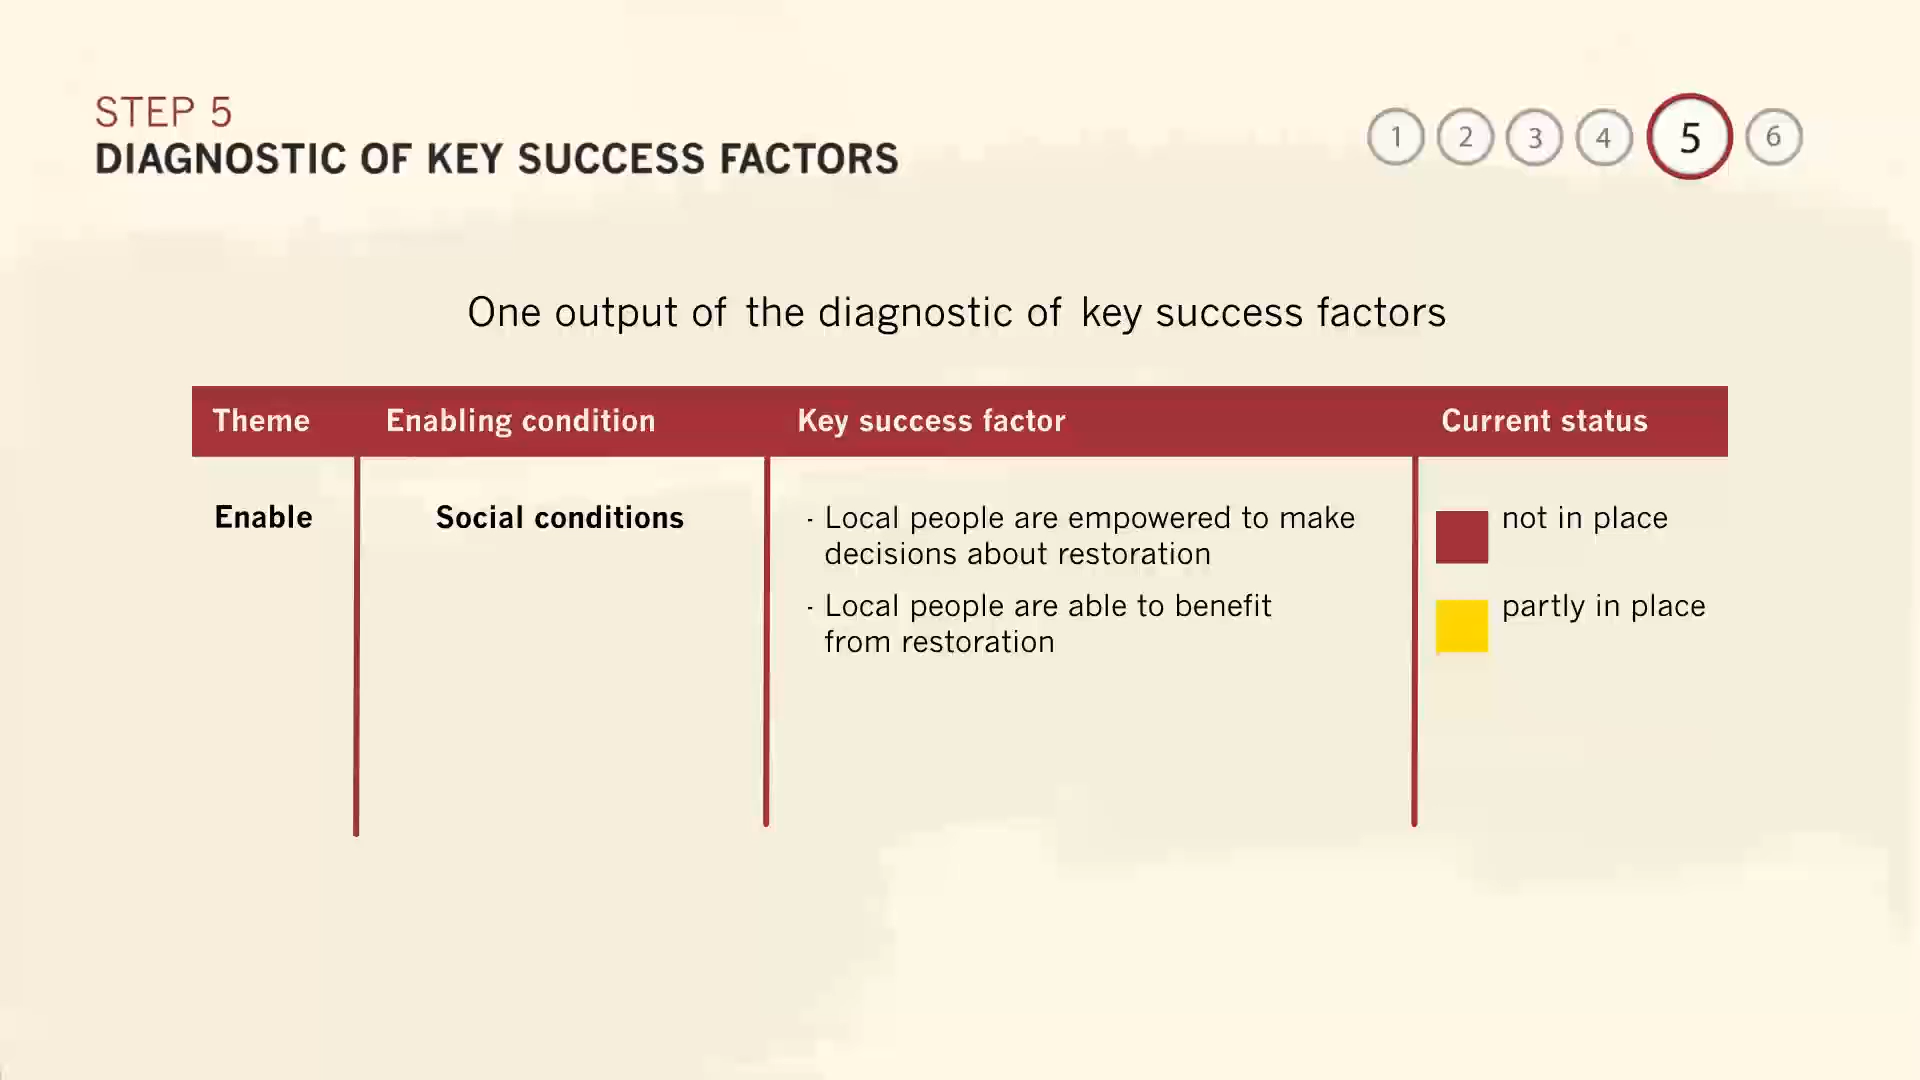 STEP 5
DIAGNOSTIC OF KEY SUCCESS FACTORS
1 2 3 4 5 6
One output of the diagnostic of key success factors
Theme Enabling condition Key success factor Current status
Enable Social conditions - Local people are empowered to make not in place
decisions about restoration
- Local people are able to benefit partly in place
from restoration